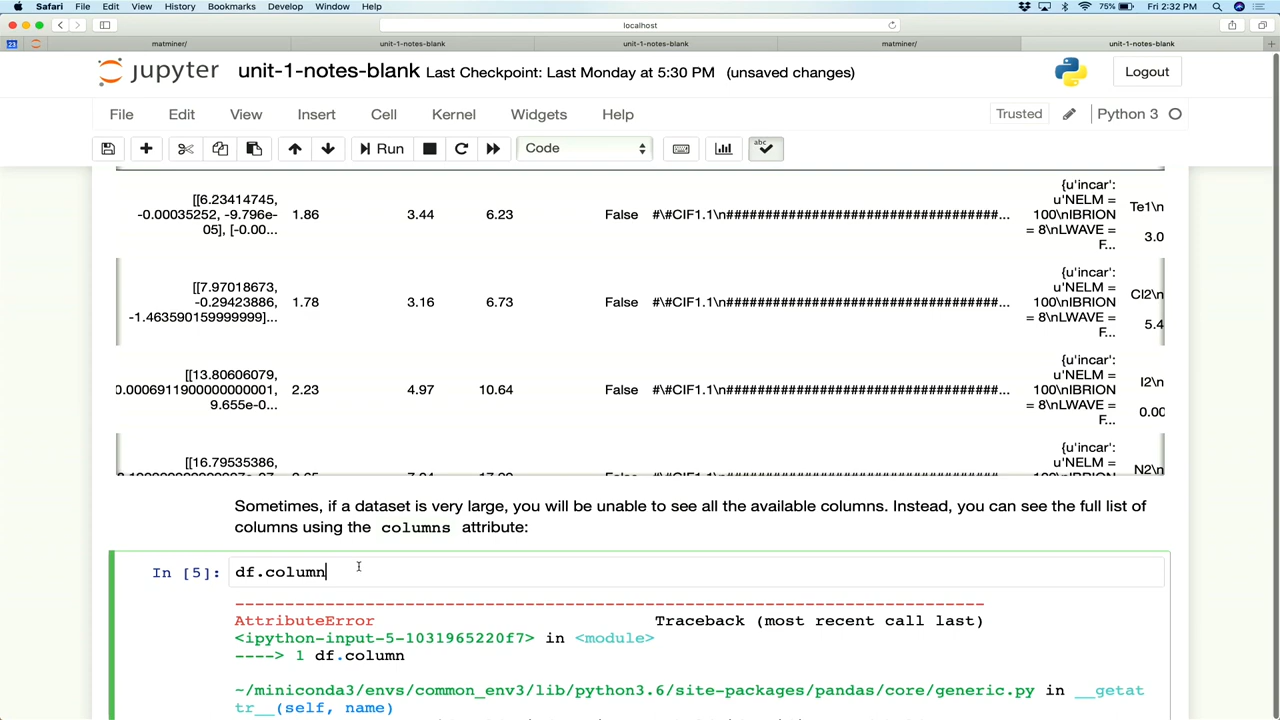 Safari File Edit View History Bookmarks Develop Window Help 75% Fri 2:32 PM
localhost
23 matminer/ unit-1-notes-blank unit-1-notes-blank matminer/ unit-1-notes-blank
jupyter unit-1-notes-blank Last Checkpoint: Last Monday at 5:30 PM (unsaved changes) Logout
File Edit View Insert Cell Kernel Widgets Help Trusted Python 3
Run Code abc
[[6.23414745,
-0.00035252, -9.796e-
05], [-0.00...
1.86 3.44 6.23 False #\#CIF1.1\n##################################...
{u'incar':
u'NELM =
100\nIBRION
= 8\nLWAVE =
F...
Te1\n
3.0
[[7.97018673,
-0.29423886,
-1.463590159999999]...
1.78 3.16 6.73 False #\#CIF1.1\n##################################...
{u'incar':
u'NELM =
100\nIBRION
= 8\nLWAVE =
F...
Cl2\n
5.4
[[13.80606079,
0.0006911900000000001,
9.655e-0...
2.23 4.97 10.64 False #\#CIF1.1\n##################################...
{u'incar':
u'NELM =
100\nIBRION
= 8\nLWAVE =
F...
I2\n
0.00
[[16.79535386,
{u'incar':
u'NELM =
N2\n
Sometimes, if a dataset is very large, you will be unable to see all the available columns. Instead, you can see the full list of
columns using the columns attribute:
In [5]: df.column
---------------------------------------------------------------------------
AttributeError Traceback (most recent call last)
<ipython-input-5-1031965220f7> in <module>
----> 1 df.column
~/miniconda3/envs/common_env3/lib/python3.6/site-packages/pandas/core/generic.py in __getat
tr__(self, name)